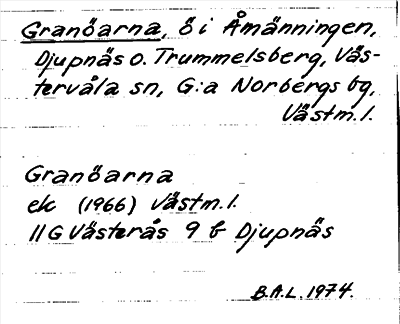 Granöarna, ö i Åmänningen,
Djupnäs o. Trummelsberg, Väs-
tervåla sn, G:a Norbergs bg,
Västm.l.
Granöarna
ek (1966) Västm.l.
11G Västerås 9 b Djupnäs
B.A.L. 1974.